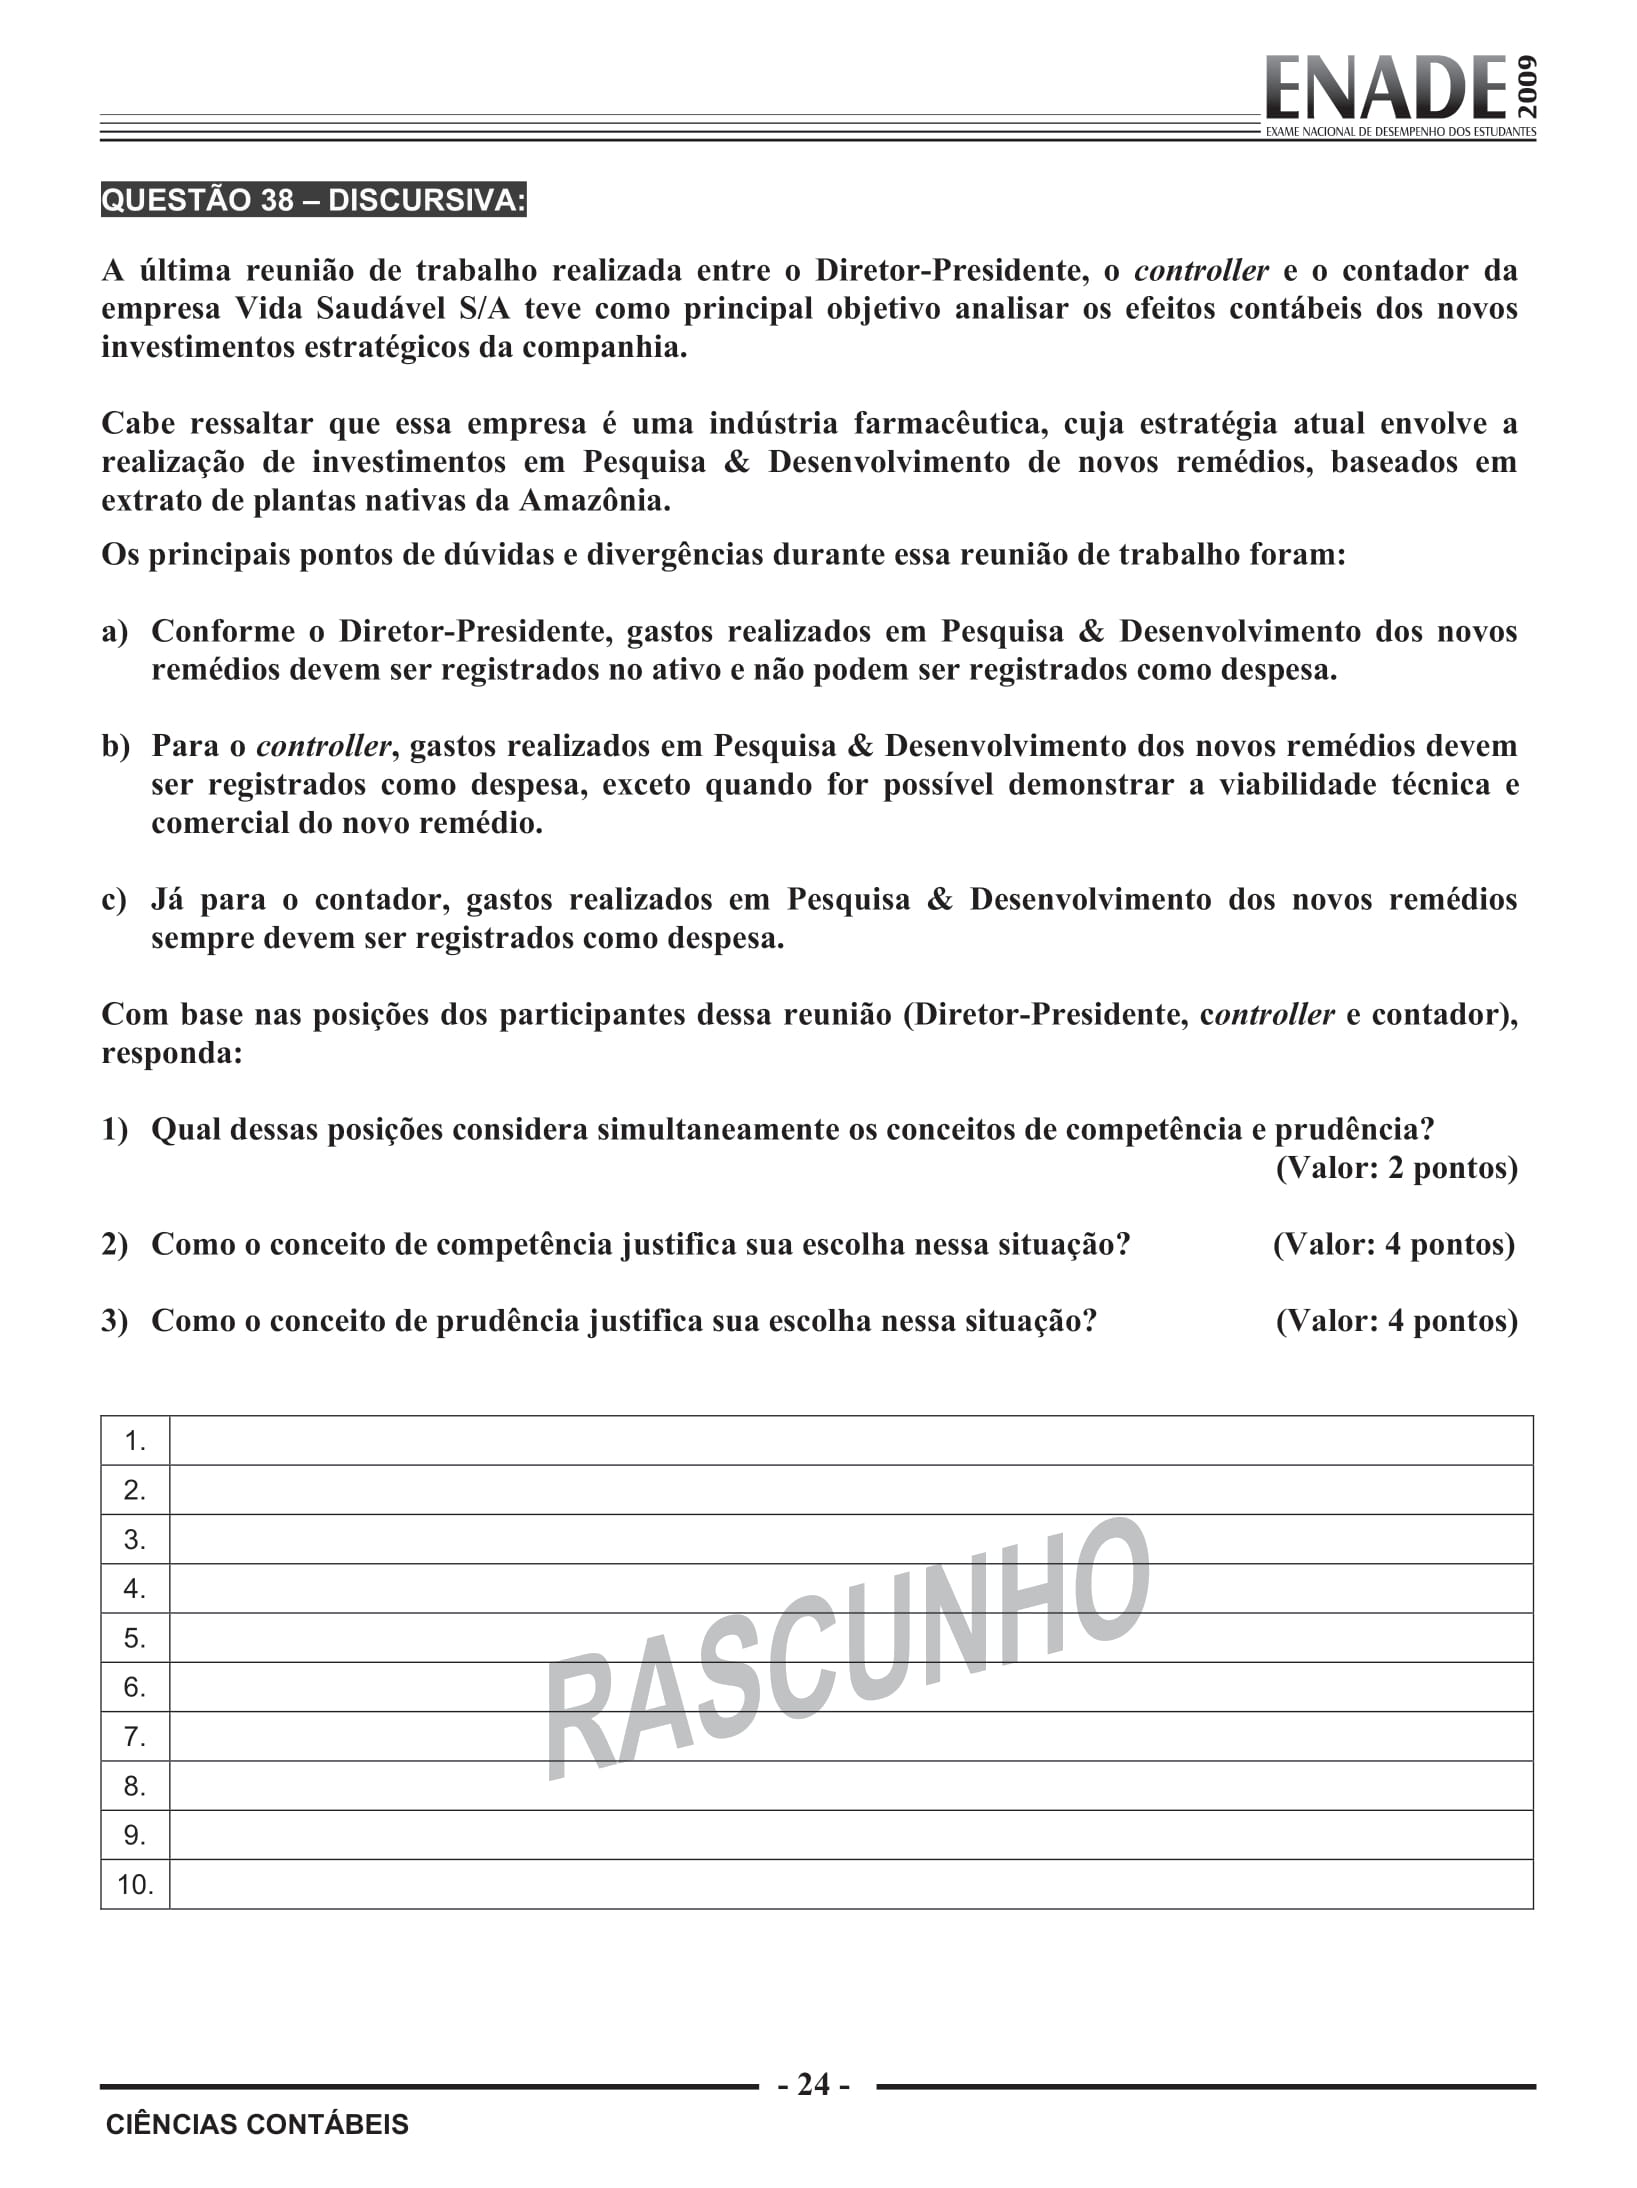 ENADE 2009
EXAME NACIONAL DE DESEMPENHO DOS ESTUDANTES
QUESTÃO 38 – DISCURSIVA:
A última reunião de trabalho realizada entre o Diretor-Presidente, o controller e o contador da
empresa Vida Saudável S/A teve como principal objetivo analisar os efeitos contábeis dos novos
investimentos estratégicos da companhia.
Cabe ressaltar que essa empresa é uma indústria farmacêutica, cuja estratégia atual envolve a
realização de investimentos em Pesquisa & Desenvolvimento de novos remédios, baseados em
extrato de plantas nativas da Amazônia.
Os principais pontos de dúvidas e divergências durante essa reunião de trabalho foram:
a) Conforme o Diretor-Presidente, gastos realizados em Pesquisa & Desenvolvimento dos novos
remédios devem ser registrados no ativo e não podem ser registrados como despesa.
b) Para o controller, gastos realizados em Pesquisa & Desenvolvimento dos novos remédios devem
ser registrados como despesa, exceto quando for possível demonstrar a viabilidade técnica e
comercial do novo remédio.
c) Já para o contador, gastos realizados em Pesquisa & Desenvolvimento dos novos remédios
sempre devem ser registrados como despesa.
Com base nas posições dos participantes dessa reunião (Diretor-Presidente, controller e contador),
responda:
1) Qual dessas posições considera simultaneamente os conceitos de competência e prudência?
(Valor: 2 pontos)
2) Como o conceito de competência justifica sua escolha nessa situação? (Valor: 4 pontos)
3) Como o conceito de prudência justifica sua escolha nessa situação? (Valor: 4 pontos)
1.
2.
3.
4.
5.
6.
7.
8.
9.
10.
RASCUNHO
- 24 -
CIÊNCIAS CONTÁBEIS